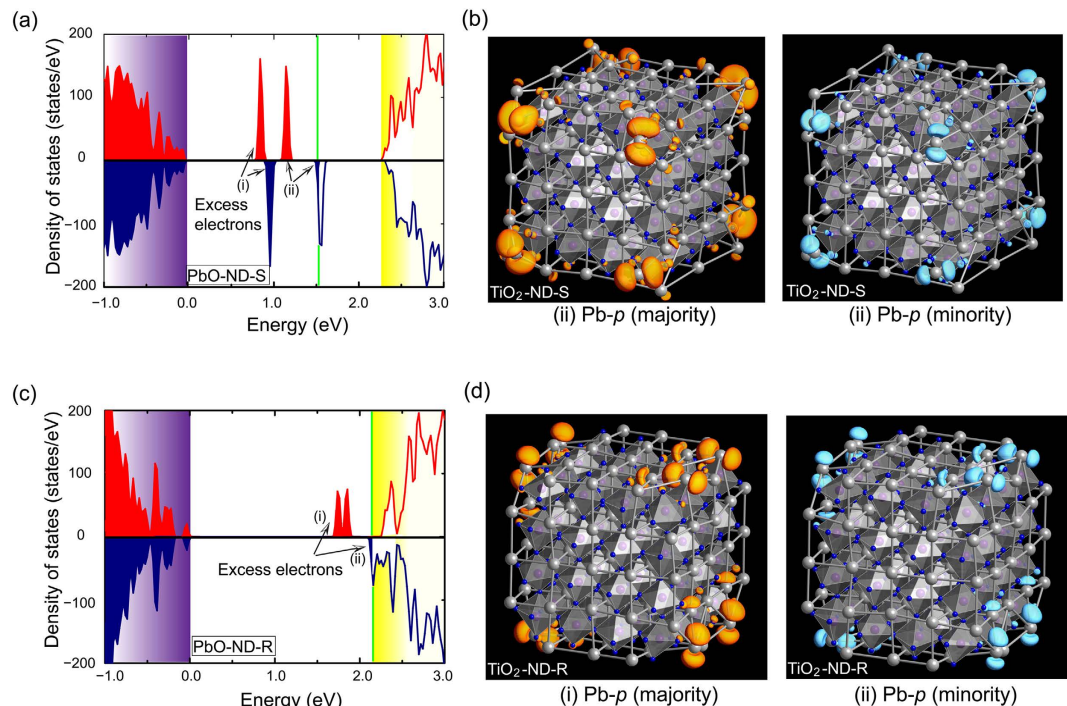 (a)
Density of states (states/eV)
200
100
0
−100
−200
(i)
(ii)
Excess
electrons
PbO-ND-S
−1.0
0.0
1.0
2.0
3.0
Energy (eV)
(b)
TiO2-ND-S
(ii) Pb-p (majority)
TiO2-ND-S
(ii) Pb-p (minority)
(c)
Density of states (states/eV)
200
100
0
−100
−200
(i)
(ii)
Excess electrons
PbO-ND-R
−1.0
0.0
1.0
2.0
3.0
Energy (eV)
(d)
TiO2-ND-R
(i) Pb-p (majority)
TiO2-ND-R
(ii) Pb-p (minority)